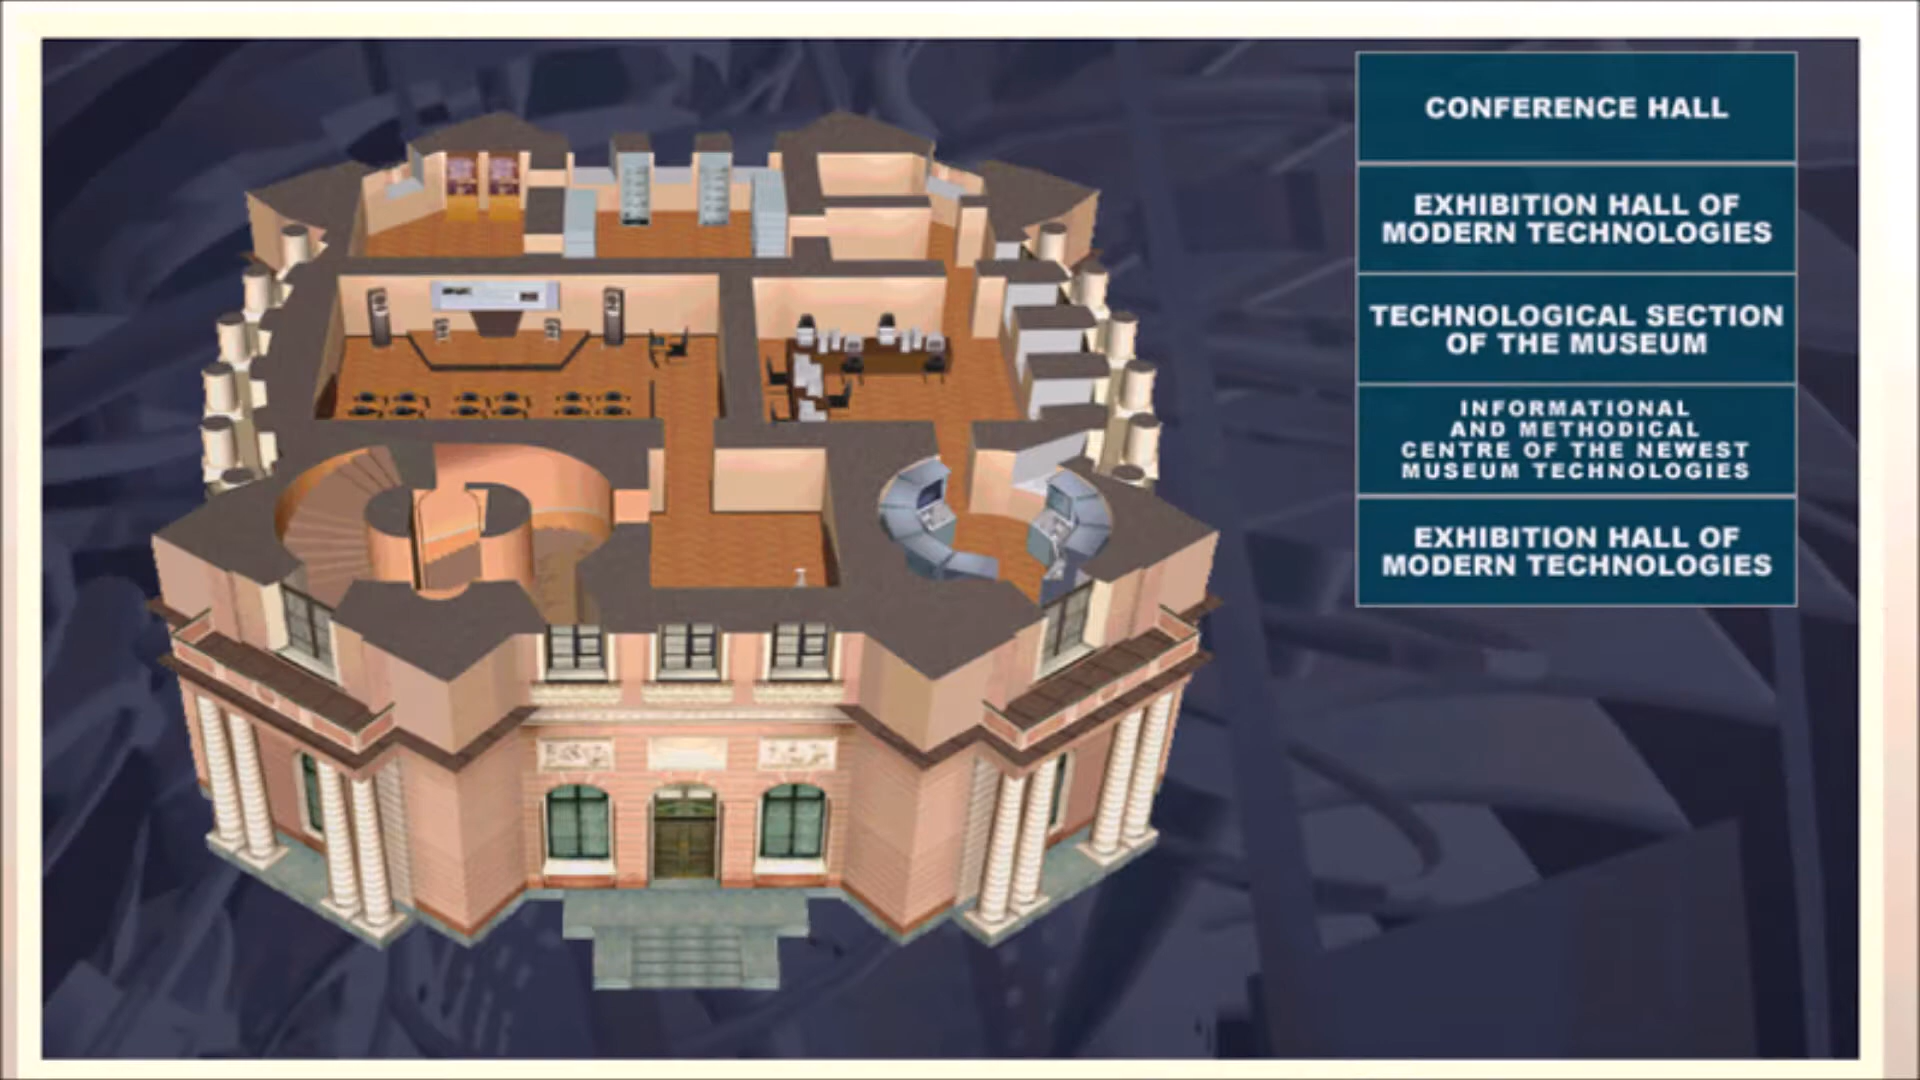 CONFERENCE HALL
EXHIBITION HALL OF
MODERN TECHNOLOGIES
TECHNOLOGICAL SECTION
OF THE MUSEUM
INFORMATIONAL
AND METHODICAL
CENTRE OF THE NEWEST
MUSEUM TECHNOLOGIES
EXHIBITION HALL OF
MODERN TECHNOLOGIES